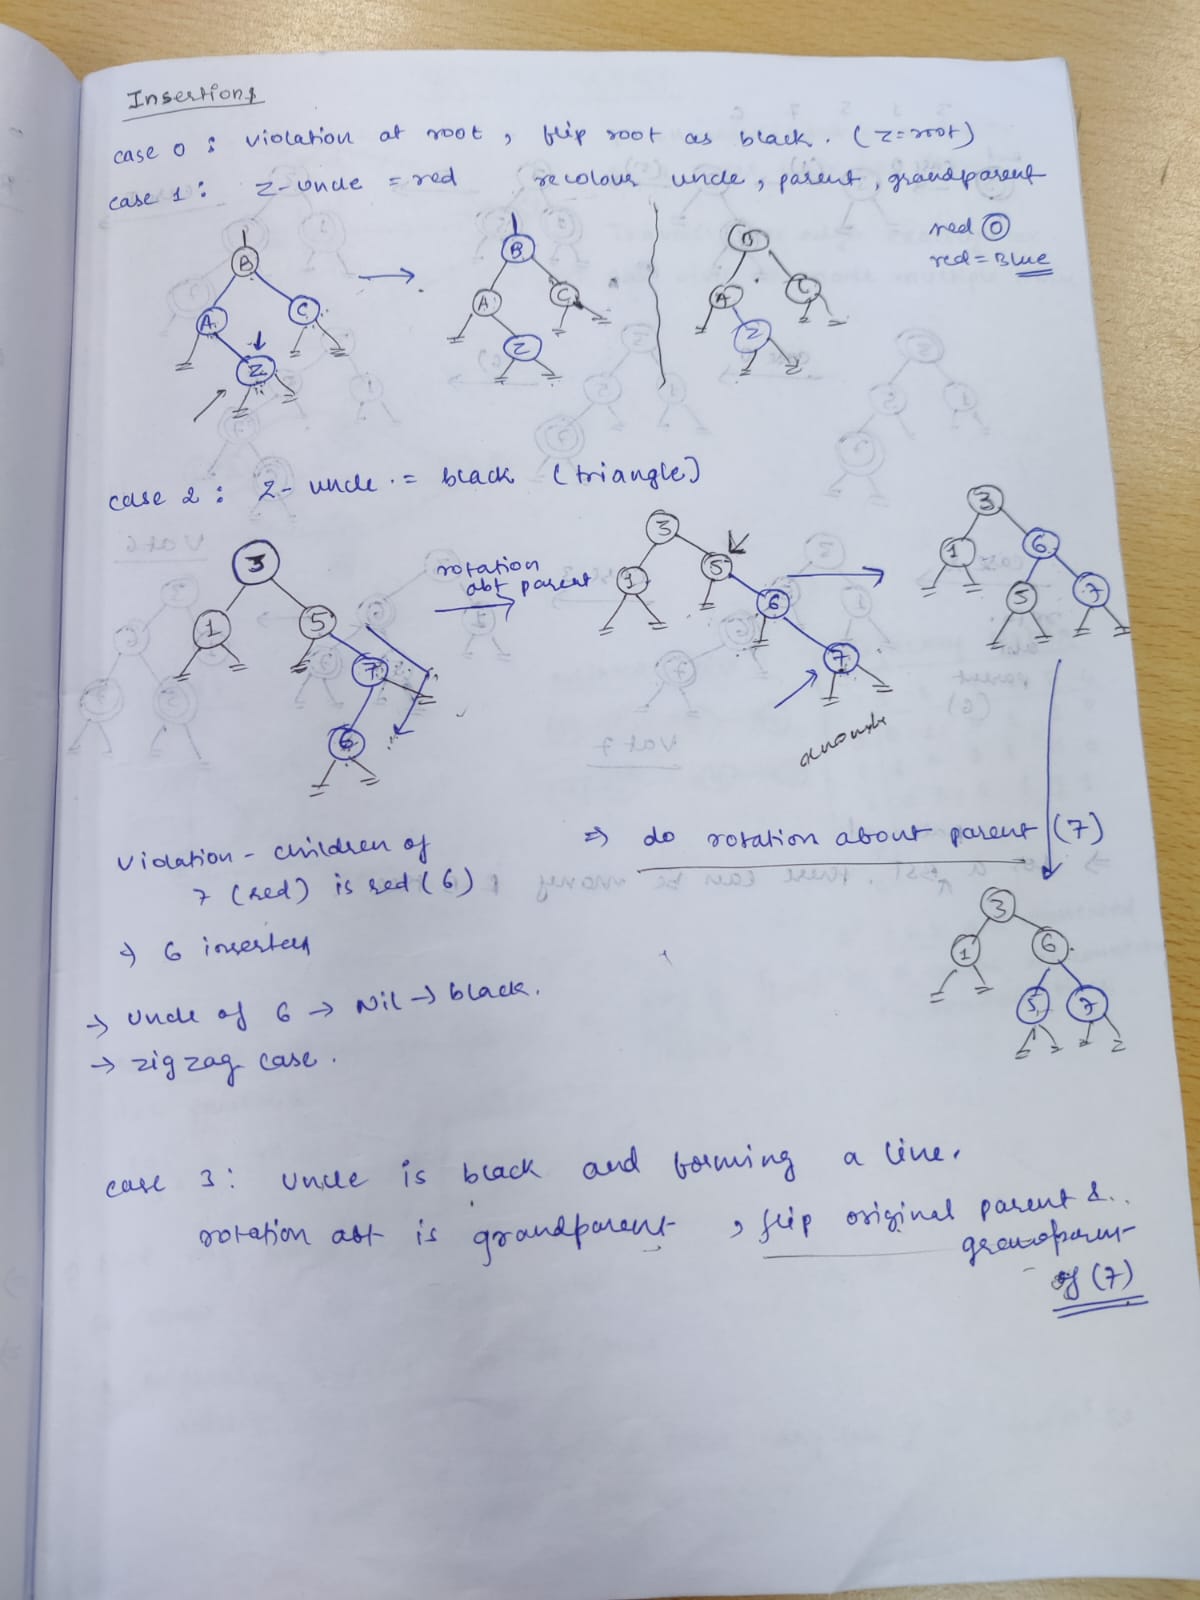 Insertions
case 0 : violation at root , flip root as black. (z=root)
case 1 : z-uncle = red recolour uncle, parent, grandparent
red O
red = Blue
B
A
C
Z
B
A
C
Z
B
A
C
Z
case 2 : z-uncle = black (triangle)
3
1
5
7
6
rotation
abt parent
3
1
5
6
7
3
1
6
5
7
violation - children of
7 (red) is red (6)
⇒ do rotation about parent (7)
→ 6 inserted
→ uncle of 6 → Nil → black.
→ zigzag case.
3
1
6
5
7
case 3: uncle is black and forming a line.
rotation abt is grandparent , flip original parent &..
grandparent
of (7)